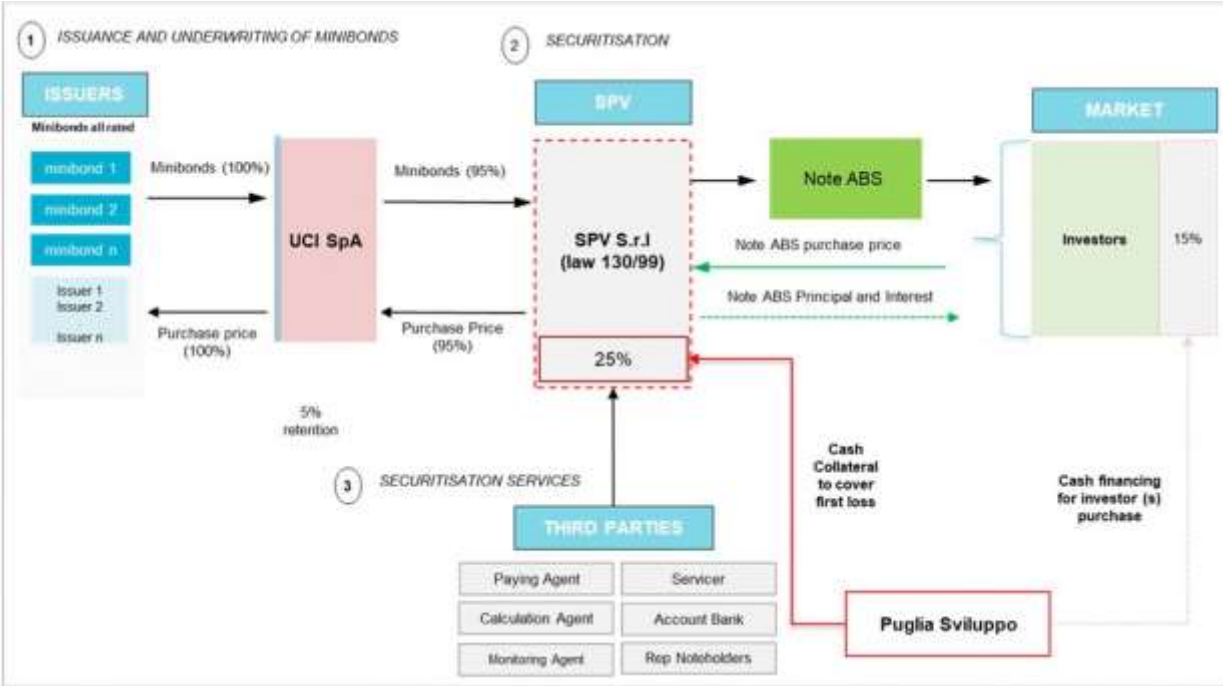 1 ISSUANCE AND UNDERWRITING OF MINIBONDS
2 SECURITISATION
ISSUERS
Minibonds all rated
minibond 1
minibond 2
minibond n
Issuer 1
Issuer 2
Issuer n
Minibonds (100%)
Purchase price
(100%)
UCI SpA
5%
retention
Minibonds (95%)
Purchase Price
(95%)
SPV
SPV S.r.l
(law 130/99)
25%
Note ABS
Note ABS purchase price
Note ABS Principal and Interest
MARKET
Investors
15%
3 SECURITISATION SERVICES
THIRD PARTIES
Paying Agent
Servicer
Calculation Agent
Account Bank
Monitoring Agent
Rep Noteholders
Cash
Collateral
to cover
first loss
Cash financing
for investor (s)
purchase
Puglia Sviluppo